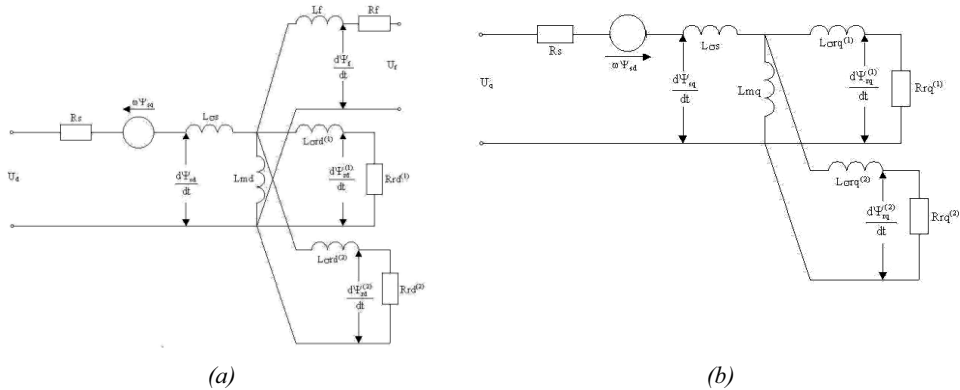 Lf
Rf
dΨf
dt
Uf
Rs
ωΨsq
Lσs
Ud
dΨsd
dt
Lmd
Lσrd(1)
dΨrd(1)
dt
Rrd(1)
Lσrd(2)
dΨrd(2)
dt
Rrd(2)
(a)
Uq
Rs
ωΨsd
Lσs
dΨsq
dt
Lmq
Lσrq(1)
dΨrq(1)
dt
Rrq(1)
Lσrq(2)
dΨrq(2)
dt
Rrq(2)
(b)